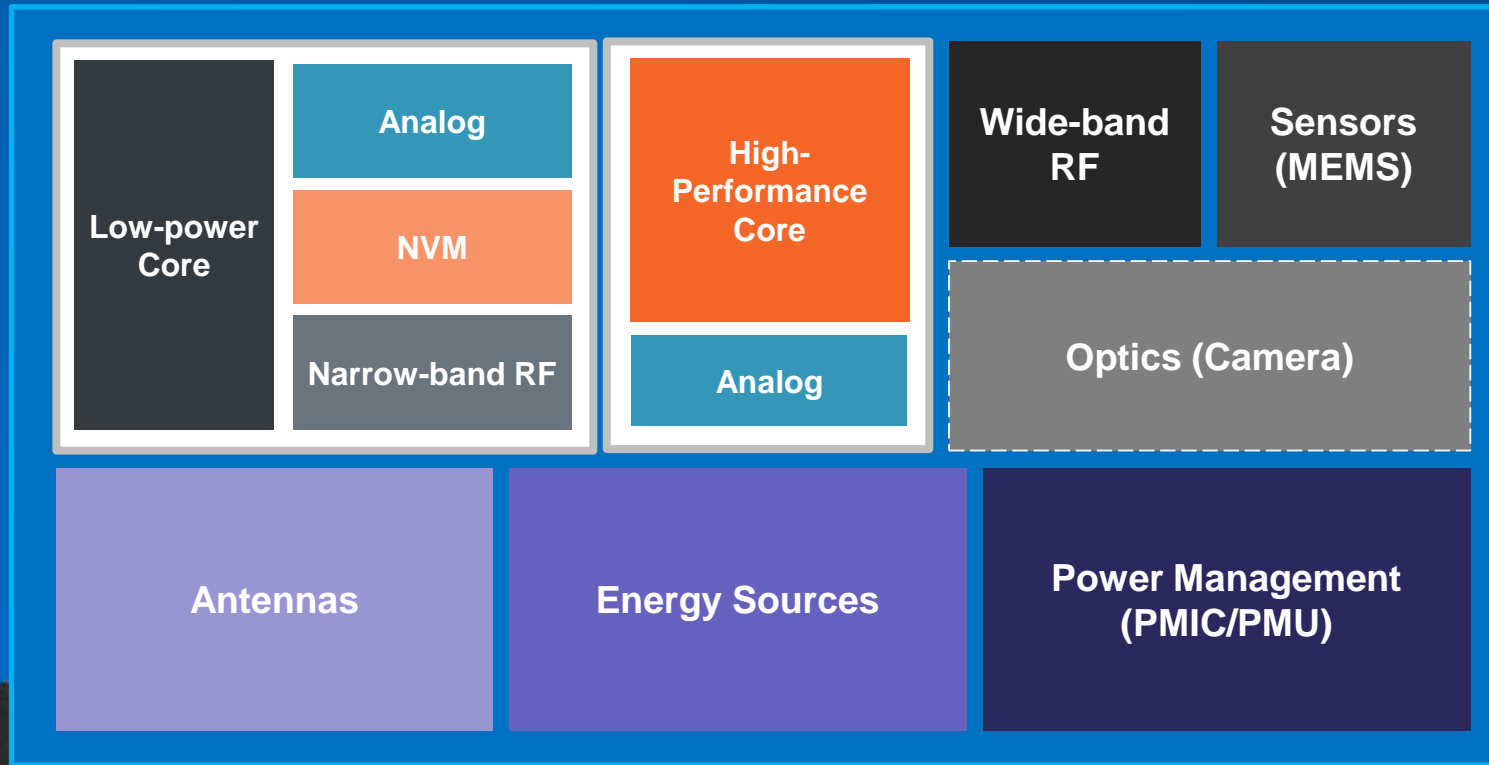 Low-power
Core
Analog
NVM
Narrow-band RF
High-
Performance
Core
Analog
Wide-band
RF
Sensors
(MEMS)
Optics (Camera)
Antennas
Energy Sources
Power Management
(PMIC/PMU)